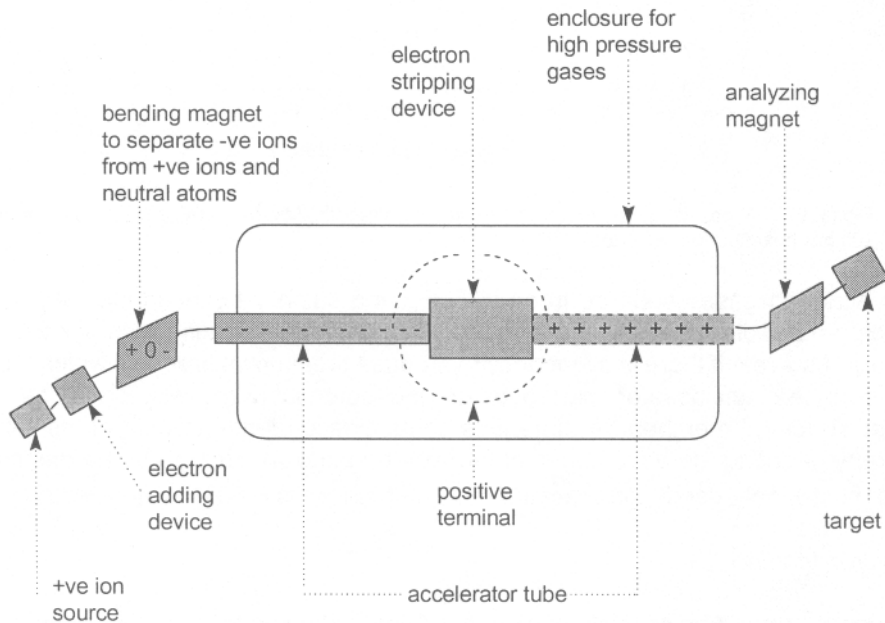 enclosure for
high pressure
gases
electron
stripping
device
analyzing
magnet
bending magnet
to separate -ve ions
from +ve ions and
neutral atoms
+ 0 -
- - - - - - - - - -
+ + + + + + +
electron
adding
device
positive
terminal
target
+ve ion
source
accelerator tube